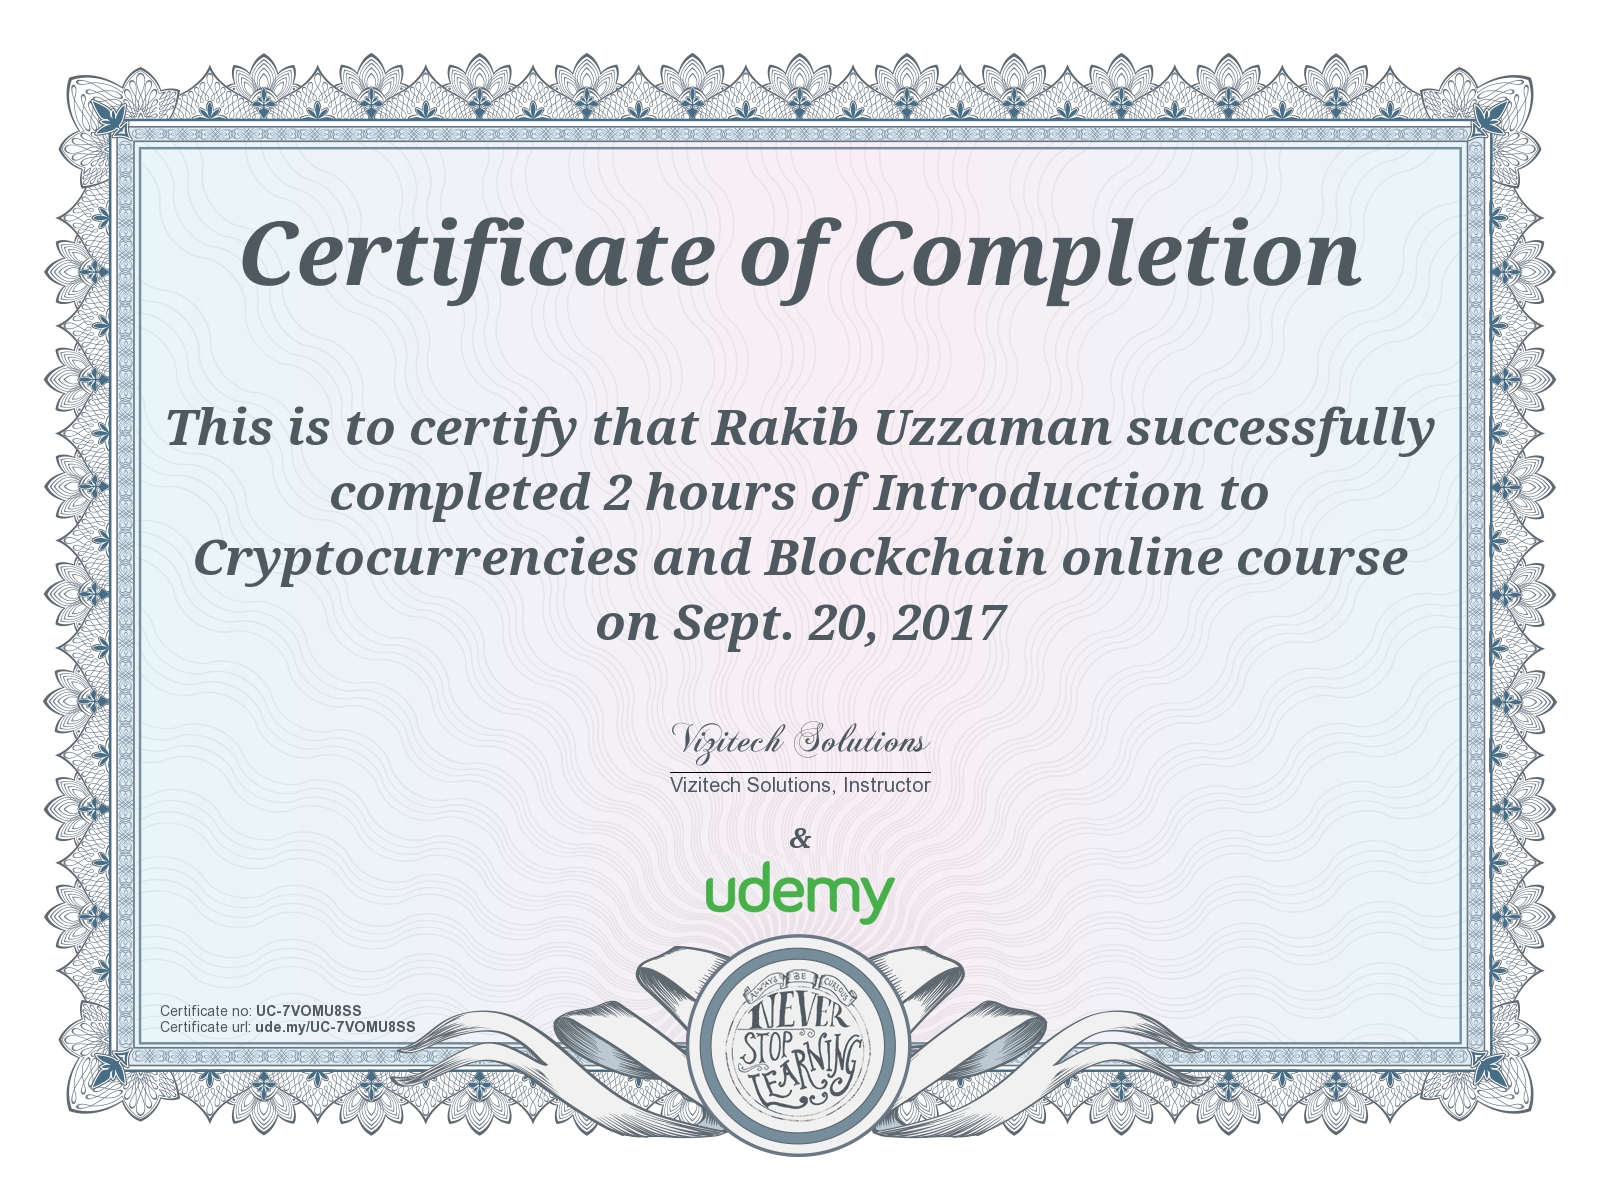 Certificate of Completion
This is to certify that Rakib Uzzaman successfully
completed 2 hours of Introduction to
Cryptocurrencies and Blockchain online course
on Sept. 20, 2017
Vizitech Solutions
Vizitech Solutions, Instructor
&
udemy
Certificate no: UC-7VOMU8SS
Certificate url: ude.my/UC-7VOMU8SS
ALWAYS BE CURIOUS
NEVER
STOP
LEARNING